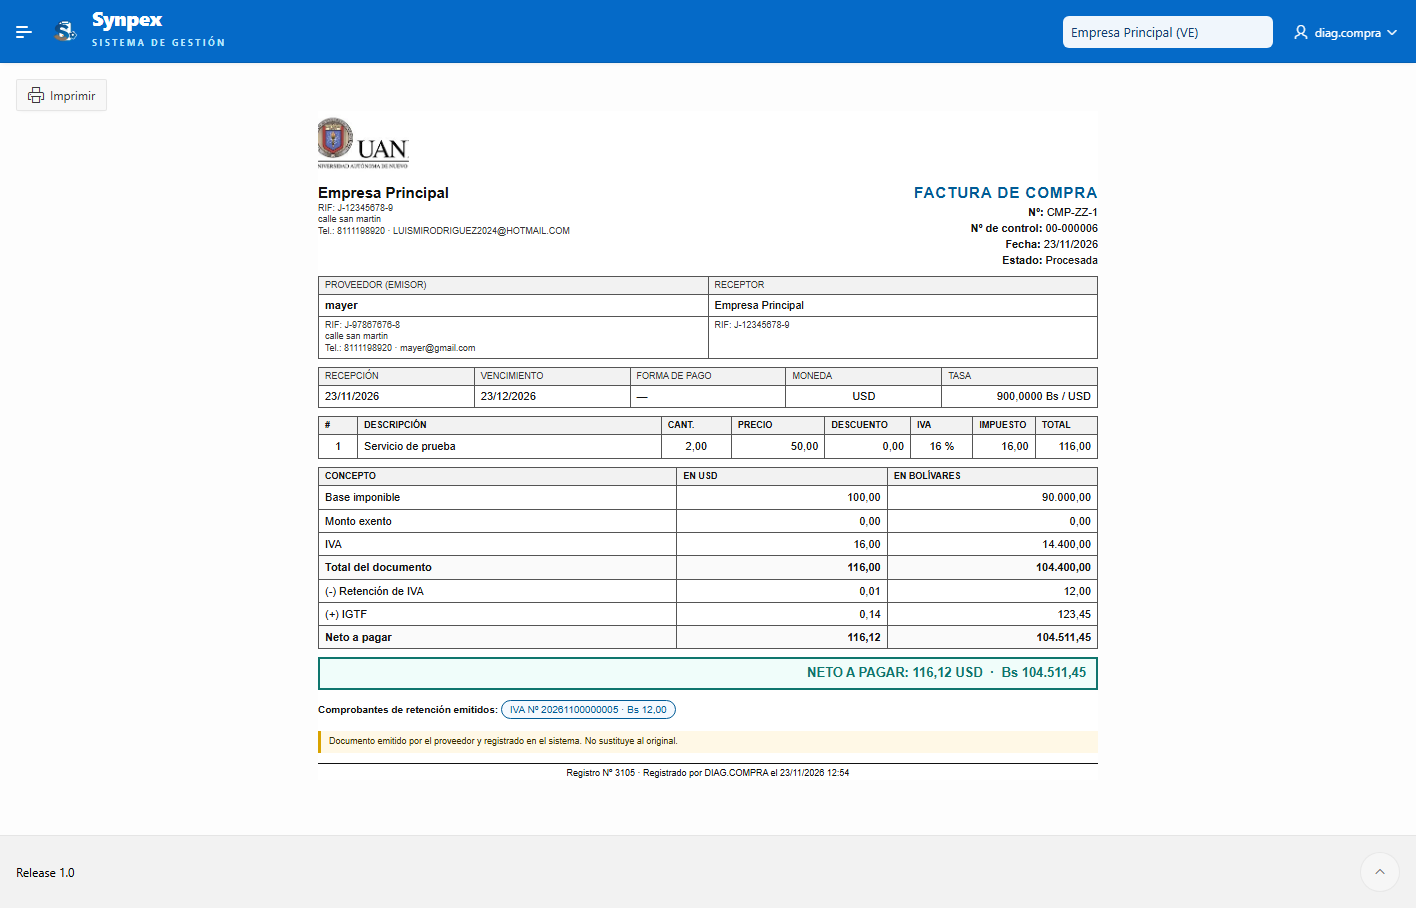 Synpex
SISTEMA DE GESTIÓN
Empresa Principal (VE)
diag.compra
Imprimir
UAN
NIVERSIDAD AUTÓNOMA DE NUEVO
Empresa Principal
RIF: J-12345678-9
calle san martin
Tel.: 8111198920 · LUISMIRODRIGUEZ2024@HOTMAIL.COM
FACTURA DE COMPRA
Nº: CMP-ZZ-1
Nº de control: 00-000006
Fecha: 23/11/2026
Estado: Procesada
PROVEEDOR (EMISOR) RECEPTOR
mayer Empresa Principal
RIF: J-97867676-8 RIF: J-12345678-9
calle san martin
Tel.: 8111198920 · mayer@gmail.com
RECEPCIÓN VENCIMIENTO FORMA DE PAGO MONEDA TASA
23/11/2026 23/12/2026 — USD 900,0000 Bs / USD
# DESCRIPCIÓN CANT. PRECIO DESCUENTO IVA IMPUESTO TOTAL
1 Servicio de prueba 2,00 50,00 0,00 16 % 16,00 116,00
CONCEPTO EN USD EN BOLÍVARES
Base imponible 100,00 90.000,00
Monto exento 0,00 0,00
IVA 16,00 14.400,00
Total del documento 116,00 104.400,00
(-) Retención de IVA 0,01 12,00
(+) IGTF 0,14 123,45
Neto a pagar 116,12 104.511,45
NETO A PAGAR: 116,12 USD · Bs 104.511,45
Comprobantes de retención emitidos: IVA Nº 20261100000005 · Bs 12,00
Documento emitido por el proveedor y registrado en el sistema. No sustituye al original.
Registro Nº 3105 · Registrado por DIAG.COMPRA el 23/11/2026 12:54
Release 1.0